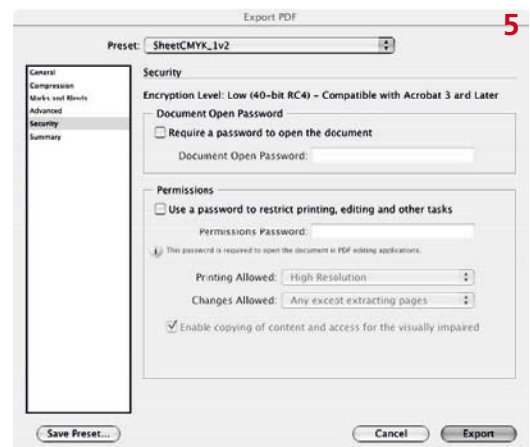 Export PDF
5
Preset: SheetCMYK_1v2
General
Compression
Marks and Bleeds
Advanced
Security
Summary
Security
Encryption Level: Low (40-bit RC4) – Compatible with Acrobat 3 and Later
Document Open Password
Require a password to open the document
Document Open Password:
Permissions
Use a password to restrict printing, editing and other tasks
Permissions Password:
This password is required to open the document in PDF editing applications.
Printing Allowed: High Resolution
Changes Allowed: Any except extracting pages
Enable copying of content and access for the visually impaired
Save Preset...
Cancel
Export